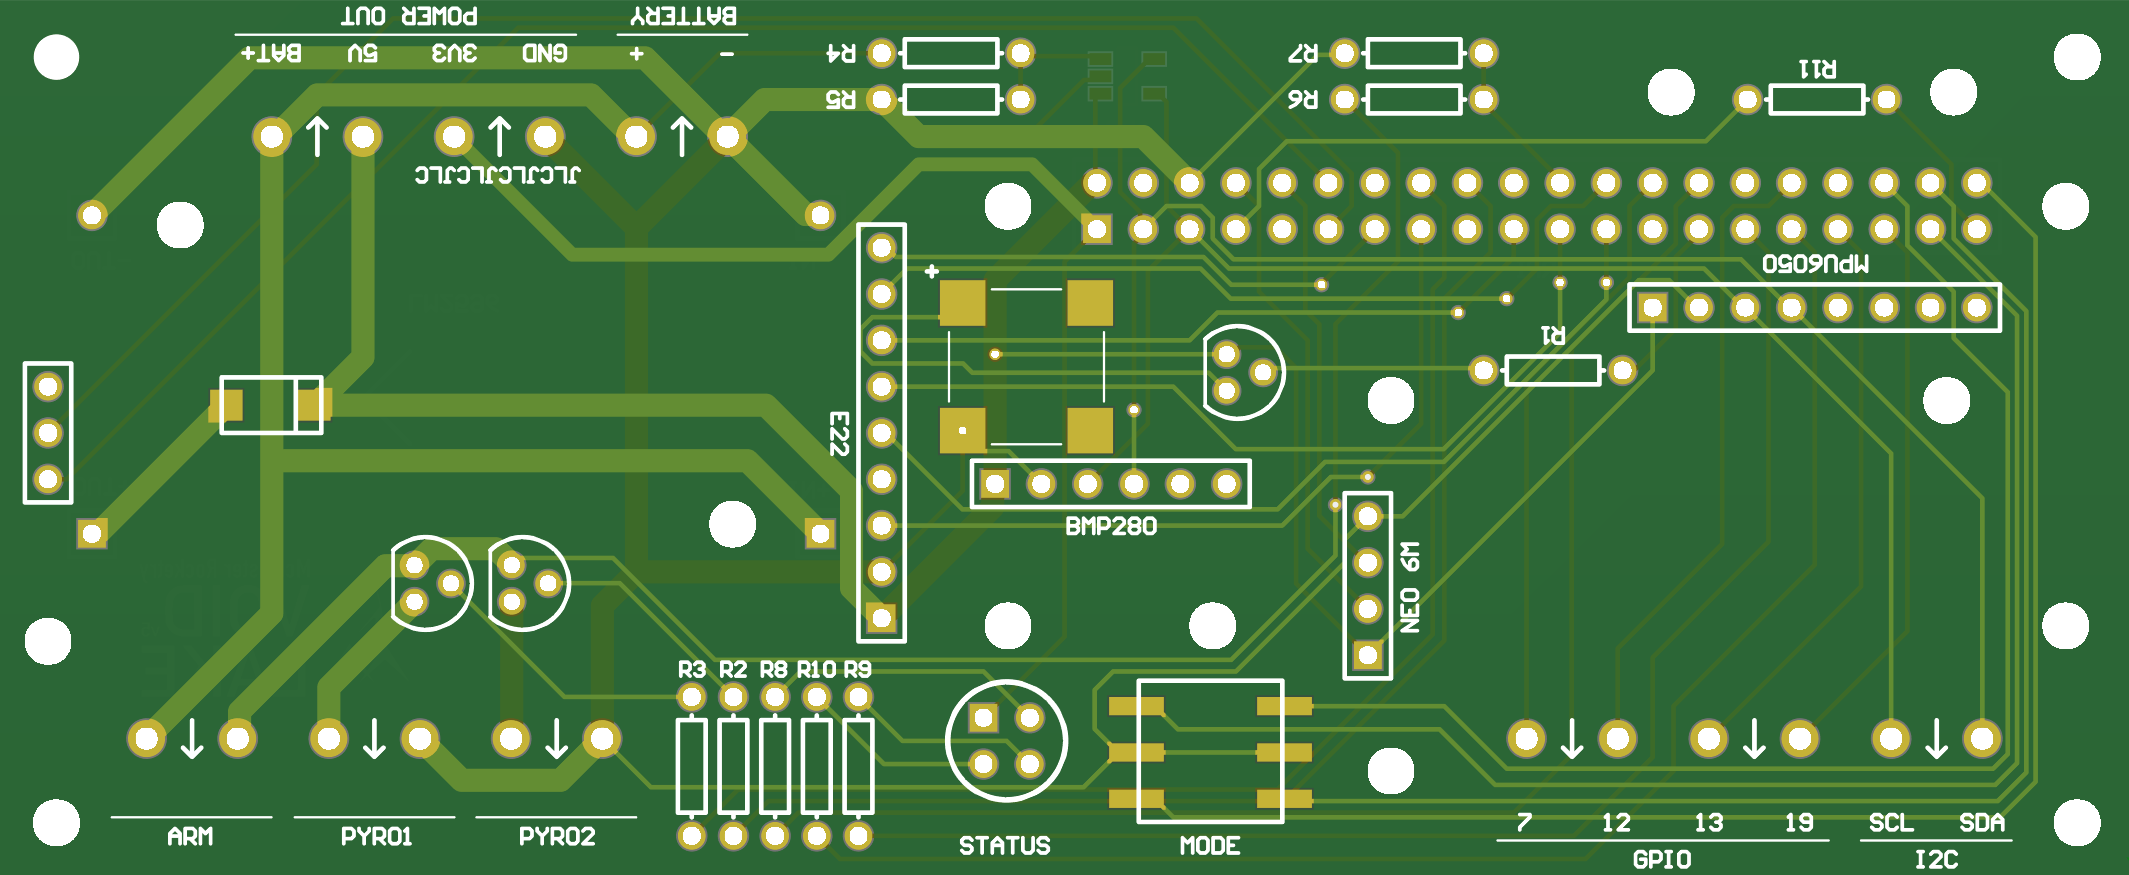 POWER OUT
BATTERY
BAT+ 5V 3V3 GND + -
R4
R5
R7
R6
R11
JLCJLCJLCJLC
+
MPU6050
R1
E22
BMP280
NEO 6M
R3 R2 R8 R10 R9
ARM PYRO1 PYRO2
STATUS MODE
7 12 13 19 SCL SDA
GPIO I2C